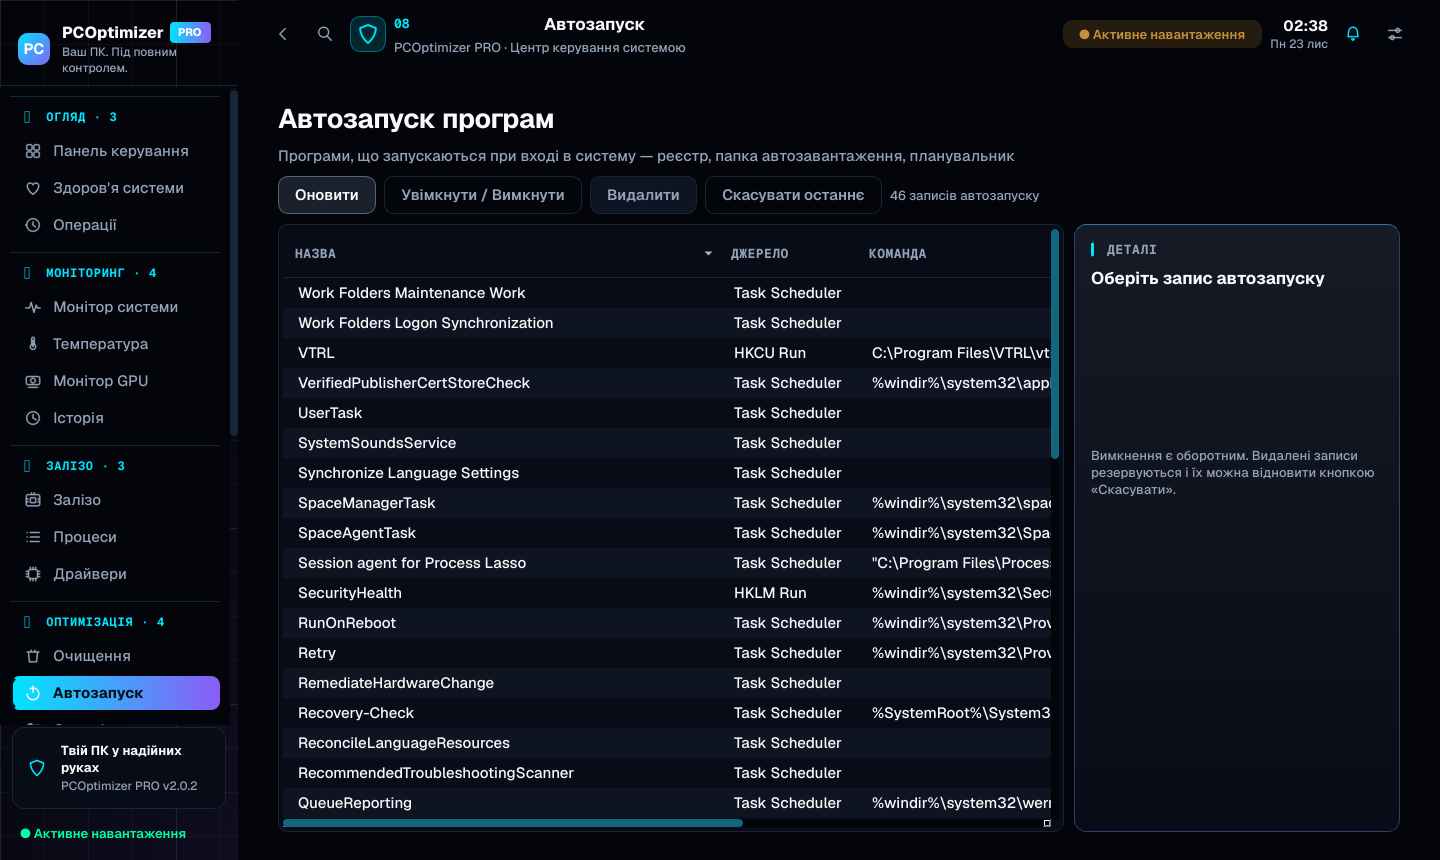 PC
PCOptimizer PRO
Ваш ПК. Під повним
контролем.
ОГЛЯД · 3
Панель керування
Здоров'я системи
Операції
МОНІТОРИНГ · 4
Монітор системи
Температура
Монітор GPU
Історія
ЗАЛІЗО · 3
Залізо
Процеси
Драйвери
ОПТИМІЗАЦІЯ · 4
Очищення
Автозапуск
Твій ПК у надійних
руках
PCOptimizer PRO v2.0.2
Активне навантаження
08
Автозапуск
PCOptimizer PRO · Центр керування системою
Активне навантаження
02:38
Пн 23 лис
Автозапуск програм
Програми, що запускаються при вході в систему — реєстр, папка автозавантаження, планувальник
Оновити Увімкнути / Вимкнути Видалити Скасувати останнє 46 записів автозапуску
НАЗВА ДЖЕРЕЛО КОМАНДА
Work Folders Maintenance Work Task Scheduler
Work Folders Logon Synchronization Task Scheduler
VTRL HKCU Run C:\Program Files\VTRL\vt
VerifiedPublisherCertStoreCheck Task Scheduler %windir%\system32\app
UserTask Task Scheduler
SystemSoundsService Task Scheduler
Synchronize Language Settings Task Scheduler
SpaceManagerTask Task Scheduler %windir%\system32\spac
SpaceAgentTask Task Scheduler %windir%\system32\Spa
Session agent for Process Lasso Task Scheduler "C:\Program Files\Process
SecurityHealth HKLM Run %windir%\system32\Secu
RunOnReboot Task Scheduler %windir%\system32\Prov
Retry Task Scheduler %windir%\system32\Prov
RemediateHardwareChange Task Scheduler
Recovery-Check Task Scheduler %SystemRoot%\System3
ReconcileLanguageResources Task Scheduler
RecommendedTroubleshootingScanner Task Scheduler
QueueReporting Task Scheduler %windir%\system32\werr
ДЕТАЛІ
Оберіть запис автозапуску
Вимкнення є оборотним. Видалені записи
резервуються і їх можна відновити кнопкою
«Скасувати».